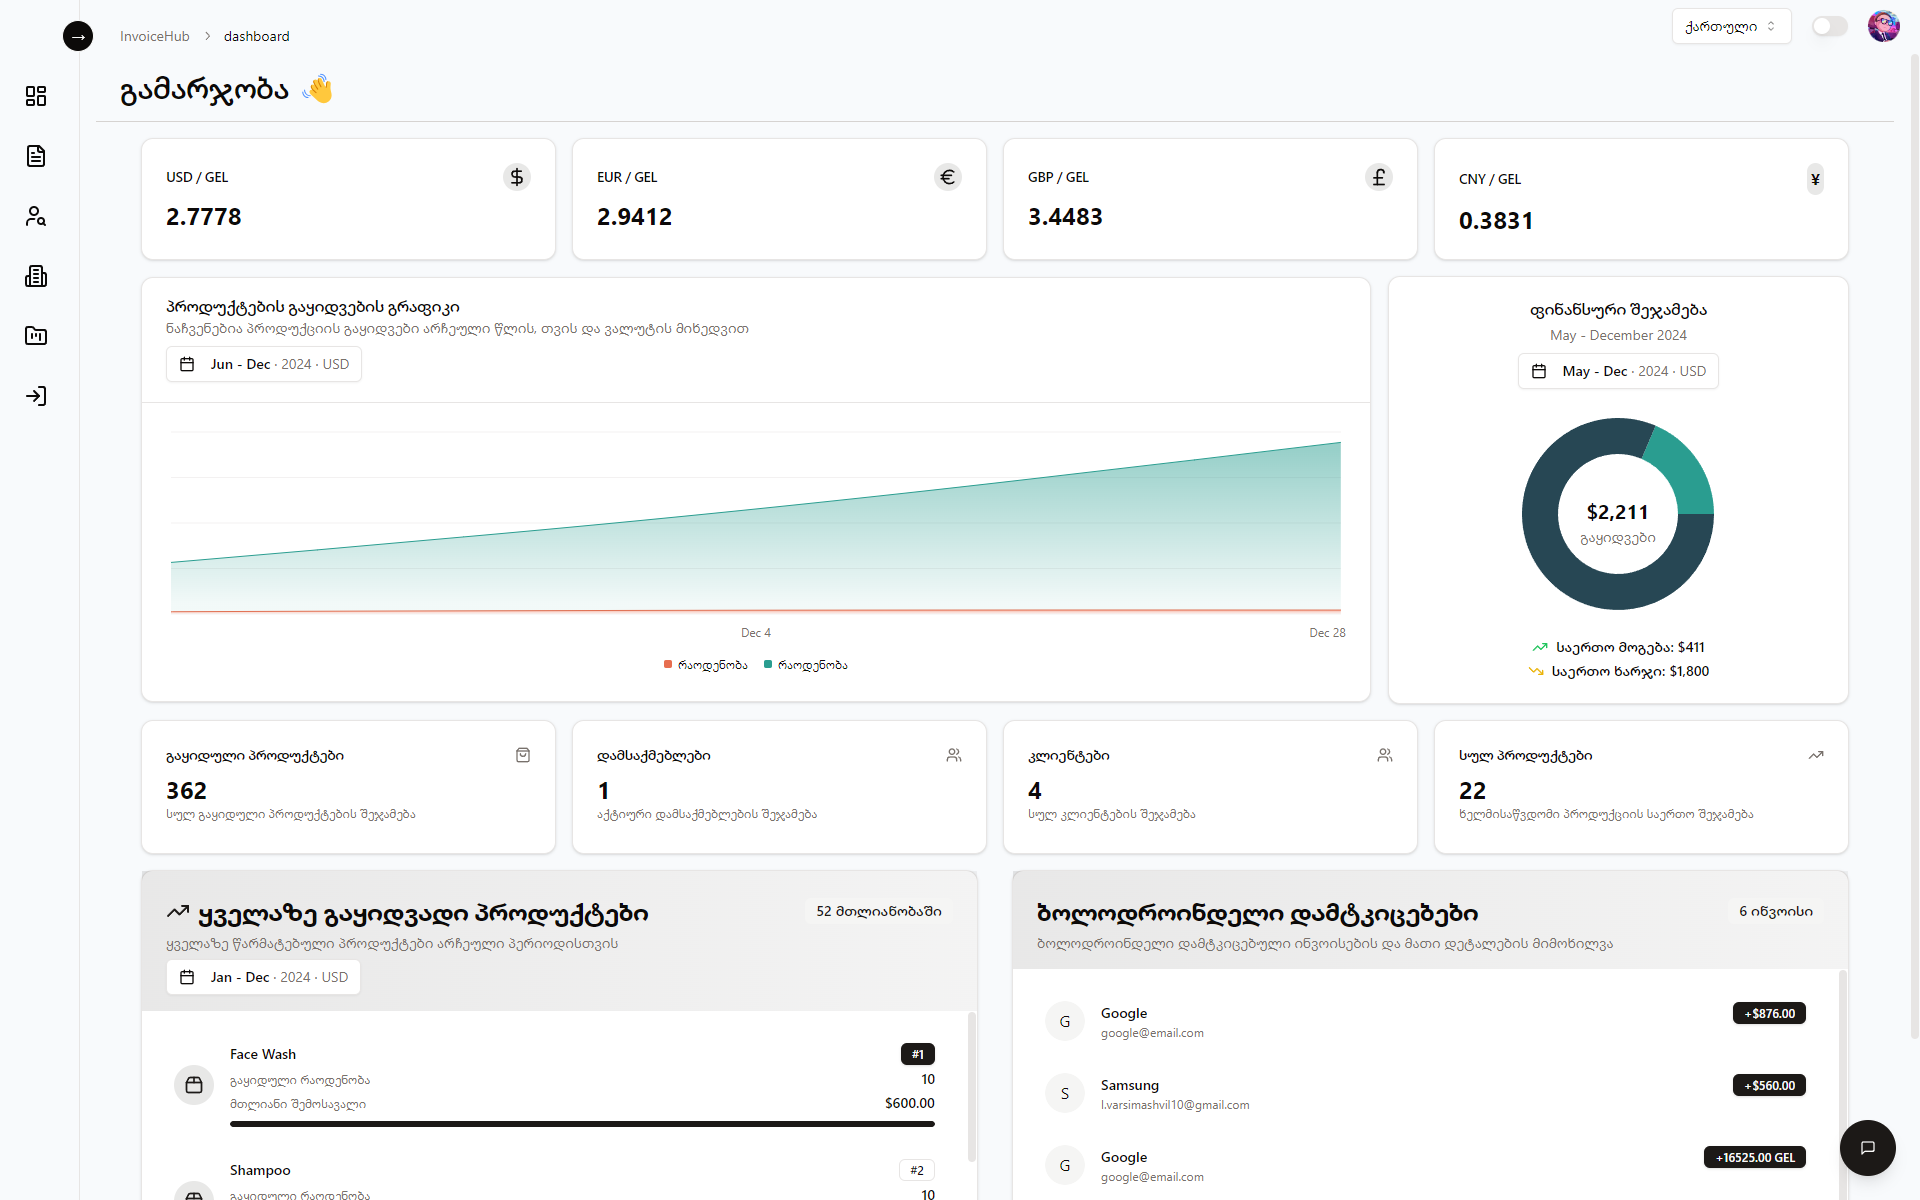 InvoiceHub > dashboard
ქართული
გამარჯობა 👋
USD / GEL
$
2.7778
EUR / GEL
€
2.9412
GBP / GEL
£
3.4483
CNY / GEL
¥
0.3831
პროდუქტების გაყიდვების გრაფიკი
ნაჩვენებია პროდუქციის გაყიდვები არჩეული წლის, თვის და ვალუტის მიხედვით
Jun - Dec · 2024 · USD
Dec 4
Dec 28
რაოდენობა
რაოდენობა
ფინანსური შეჯამება
May - December 2024
May - Dec · 2024 · USD
$2,211
გაყიდვები
საერთო მოგება: $411
საერთო ხარჯი: $1,800
გაყიდული პროდუქტები
362
სულ გაყიდული პროდუქტების შეჯამება
დამსაქმებლები
1
აქტიური დამსაქმებლების შეჯამება
კლიენტები
4
სულ კლიენტების შეჯამება
სულ პროდუქტები
22
ხელმისაწვდომი პროდუქციის საერთო შეჯამება
ყველაზე გაყიდვადი პროდუქტები
52 მთლიანობაში
ყველაზე წარმატებული პროდუქტები არჩეული პერიოდისთვის
Jan - Dec · 2024 · USD
Face Wash
#1
გაყიდული რაოდენობა
10
მთლიანი შემოსავალი
$600.00
Shampoo
#2
გაყიდული რაოდენობა
10
ბოლოდროინდელი დამტკიცებები
6 ინვოისი
ბოლოდროინდელი დამტკიცებული ინვოისების და მათი დეტალების მიმოხილვა
G
Google
google@email.com
+$876.00
S
Samsung
l.varsimashvil10@gmail.com
+$560.00
G
Google
google@email.com
+16525.00 GEL